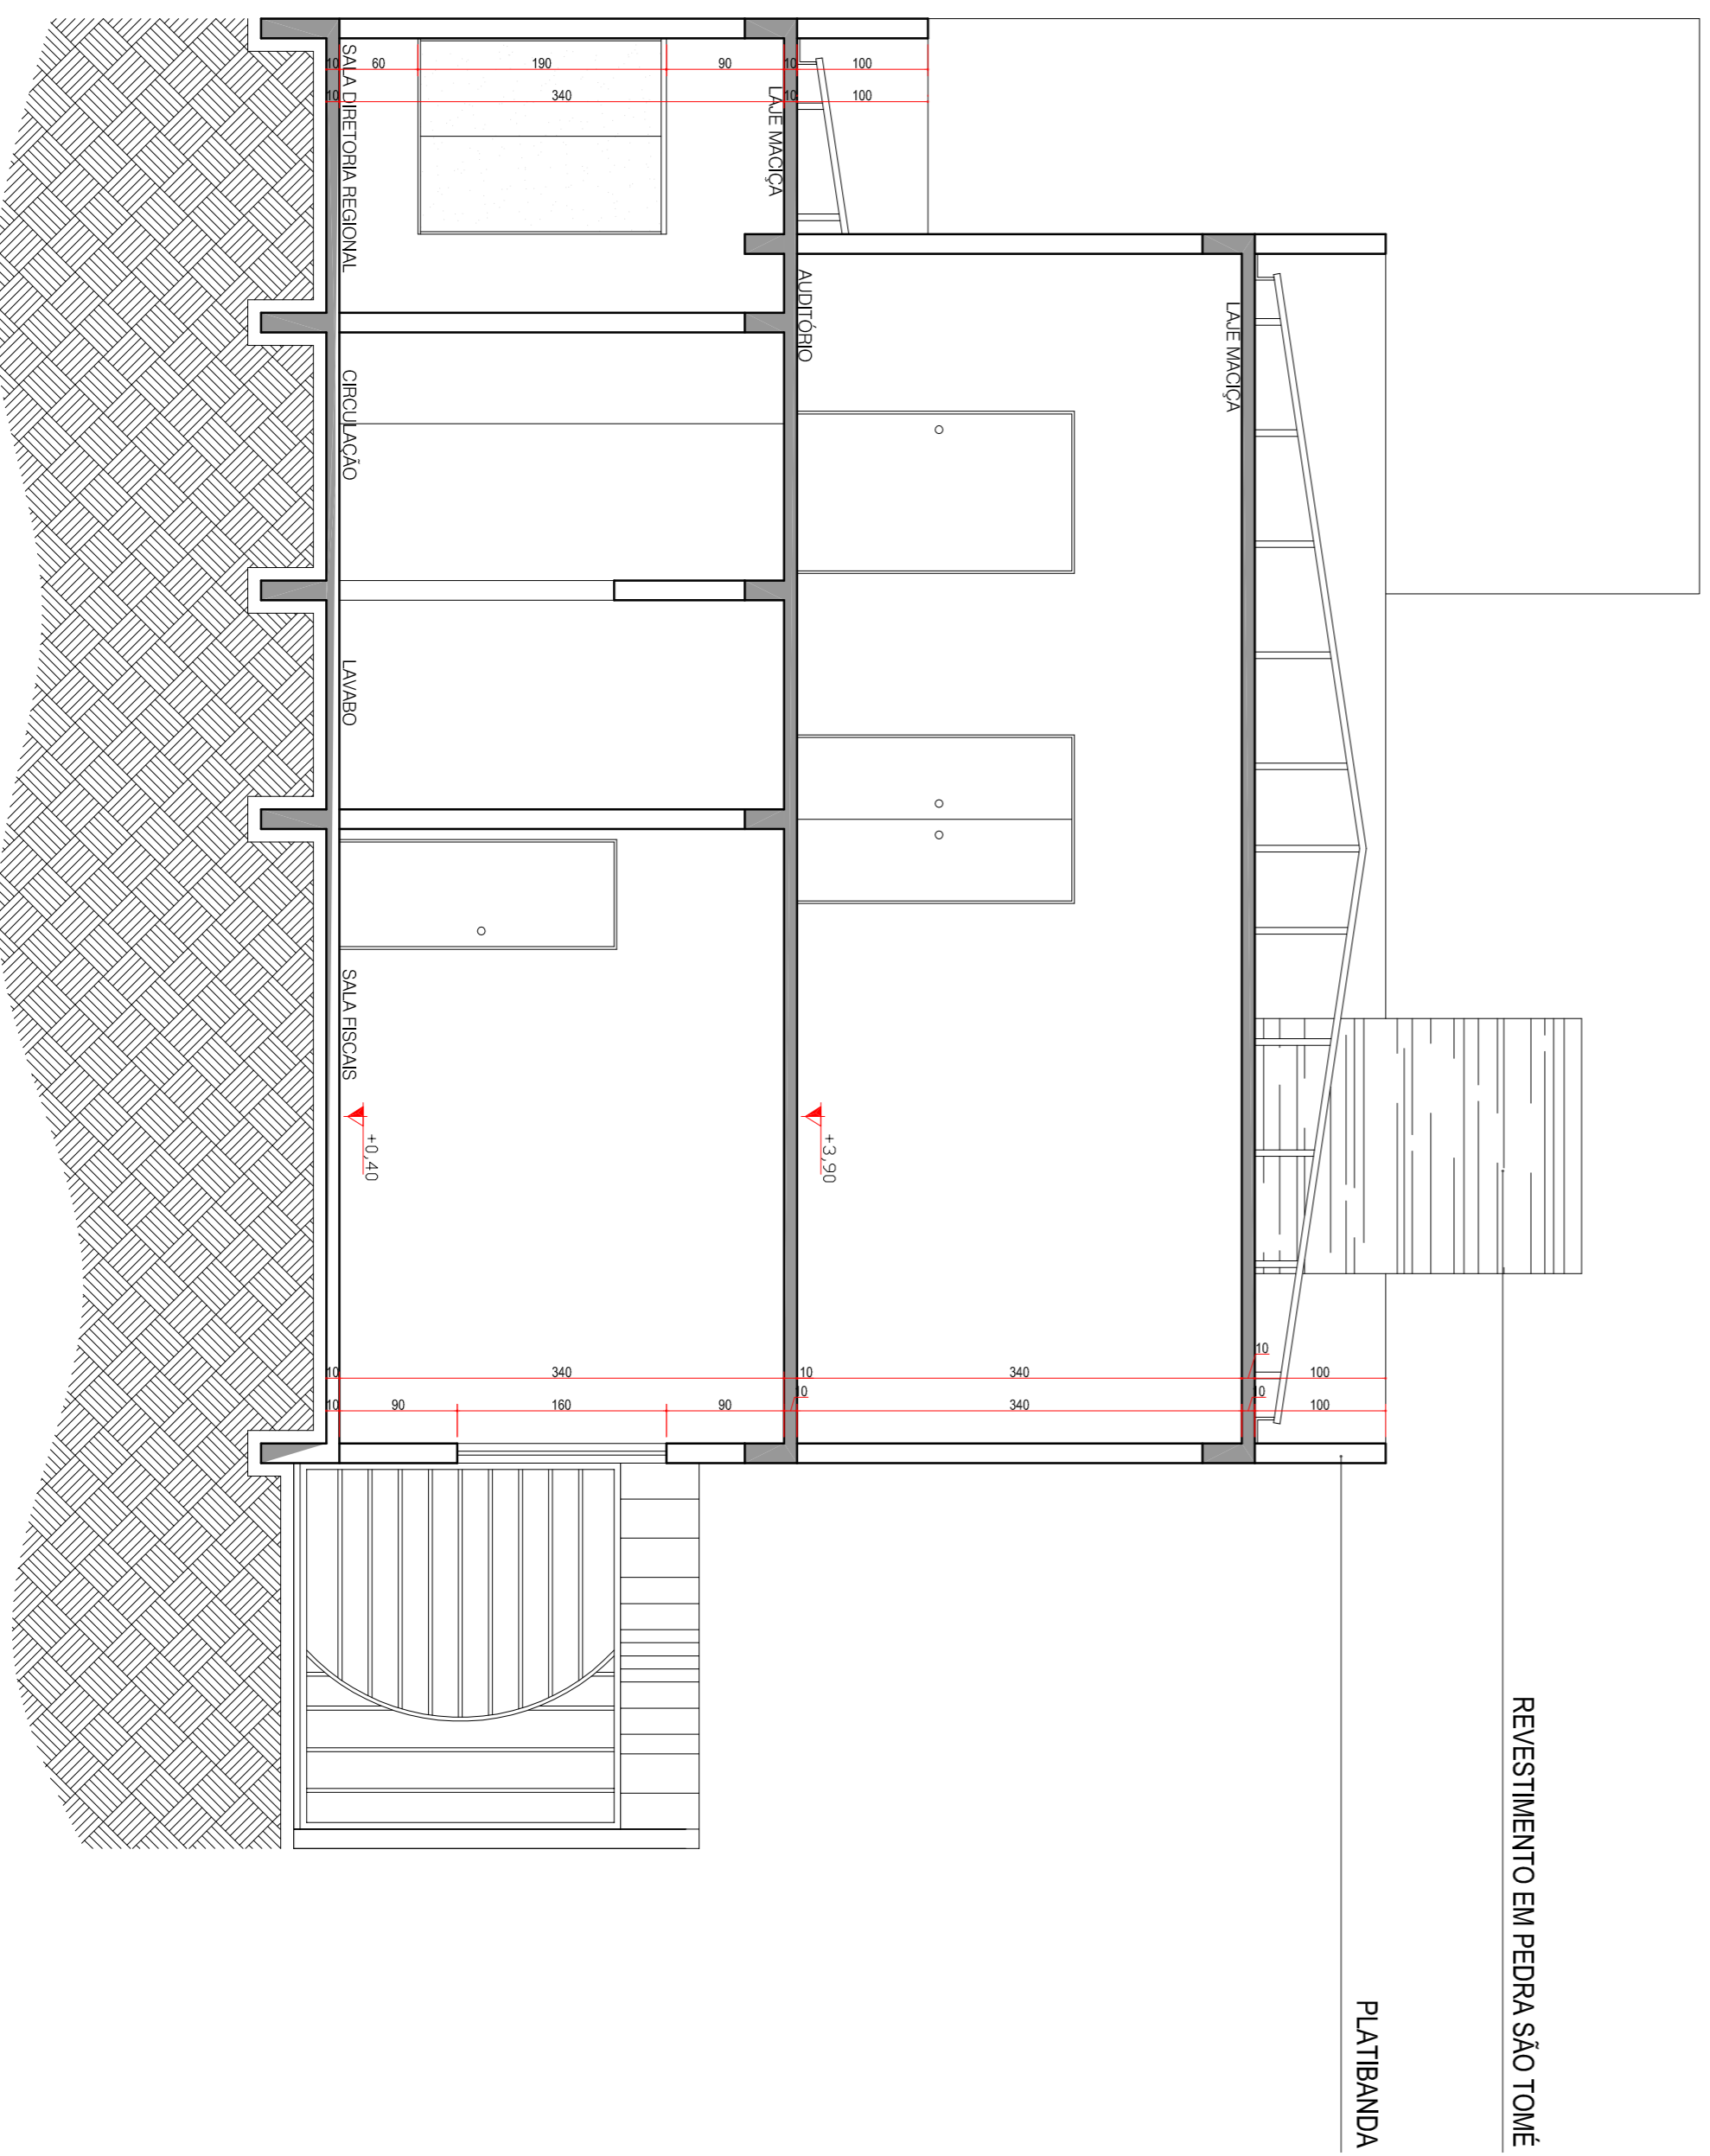 REVESTIMENTO EM PEDRA SÃO TOMÉ
PLATIBANDA
LAJE MACIÇA
AUDITÓRIO
+3,90
LAJE MACIÇA
SALA DIRETORIA REGIONAL
CIRCULAÇÃO
LAVABO
SALA FISCAIS
+0,40
10 60 190 90 10 100
10 340 10 100
10
10 340 10 340 100
10 10
10 90 160 90 340 100